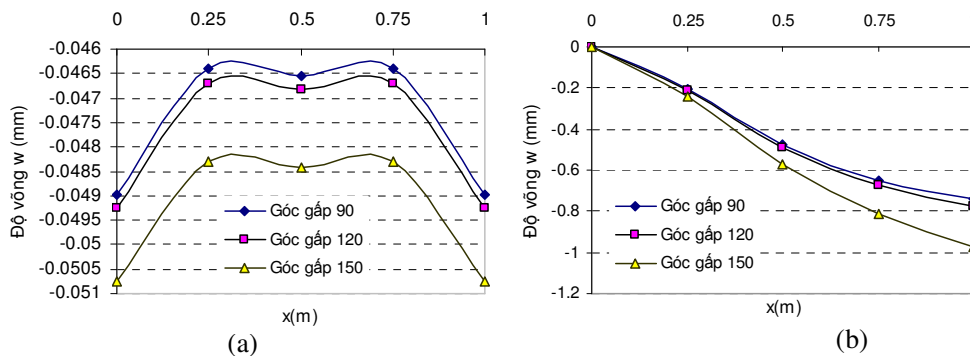 0 0.25 0.5 0.75 1
-0.046
-0.0465
-0.047
-0.0475
-0.048
-0.0485
-0.049
-0.0495
-0.05
-0.0505
-0.051
Độ võng w (mm)
Góc gấp 90
Góc gấp 120
Góc gấp 150
x(m)
(a)
0 0.25 0.5 0.75
0
-0.2
-0.4
-0.6
-0.8
-1
-1.2
Độ võng w (mm)
Góc gấp 90
Góc gấp 120
Góc gấp 150
x(m)
(b)